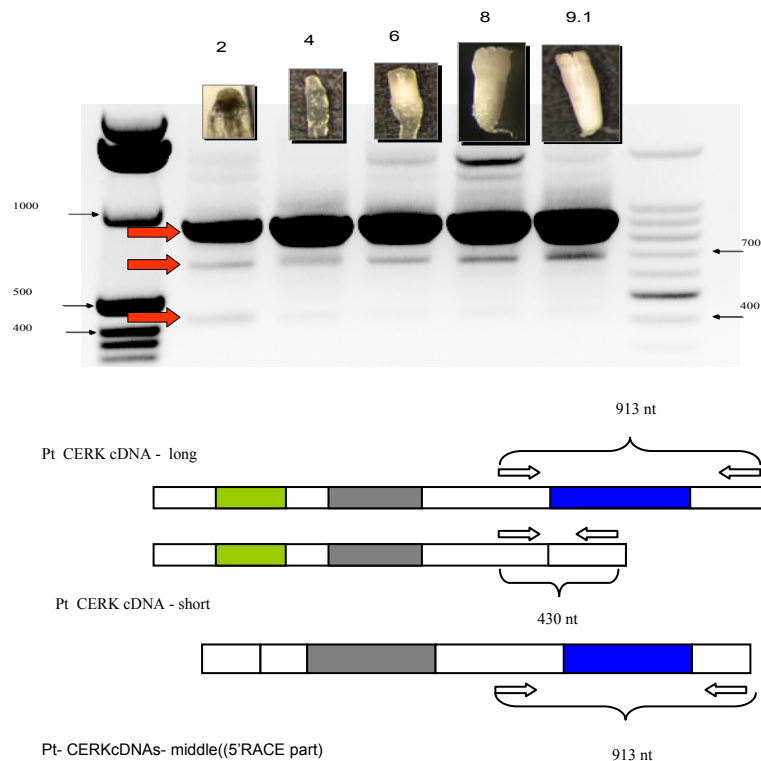 2
4
6
8
9.1
1000
500
400
700
400
913 nt
Pt CERK cDNA - long
Pt CERK cDNA - short
430 nt
Pt- CERKcDNAs- middle((5'RACE part)
913 nt